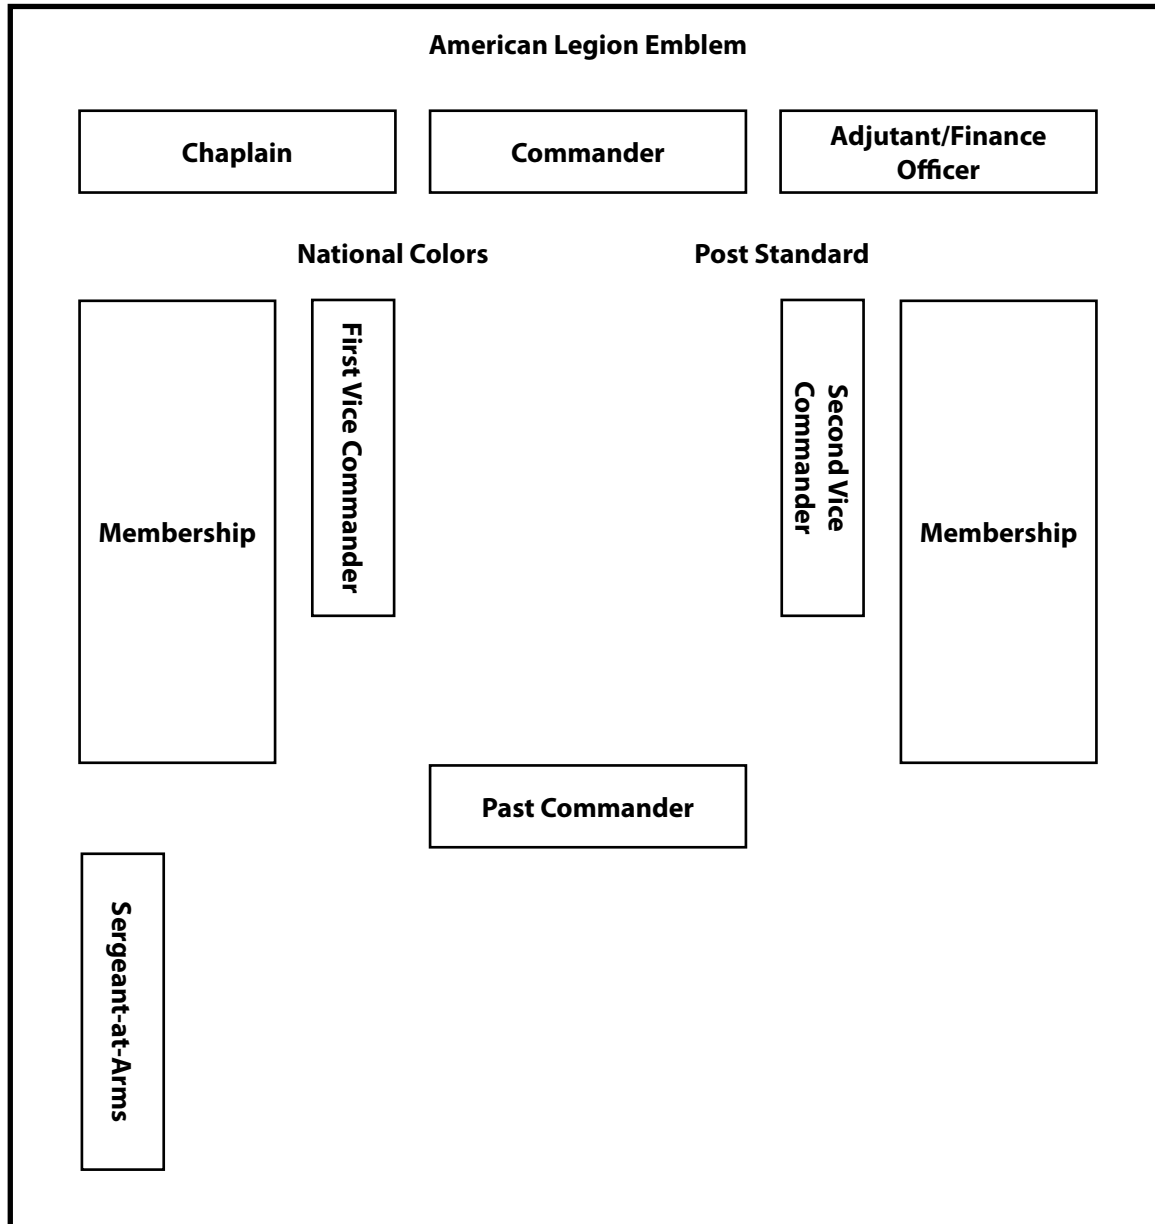 American Legion Emblem
Chaplain
Commander
Adjutant/Finance
Officer
National Colors
Post Standard
Membership
First Vice Commander
Second Vice
Commander
Membership
Past Commander
Sergeant-at-Arms